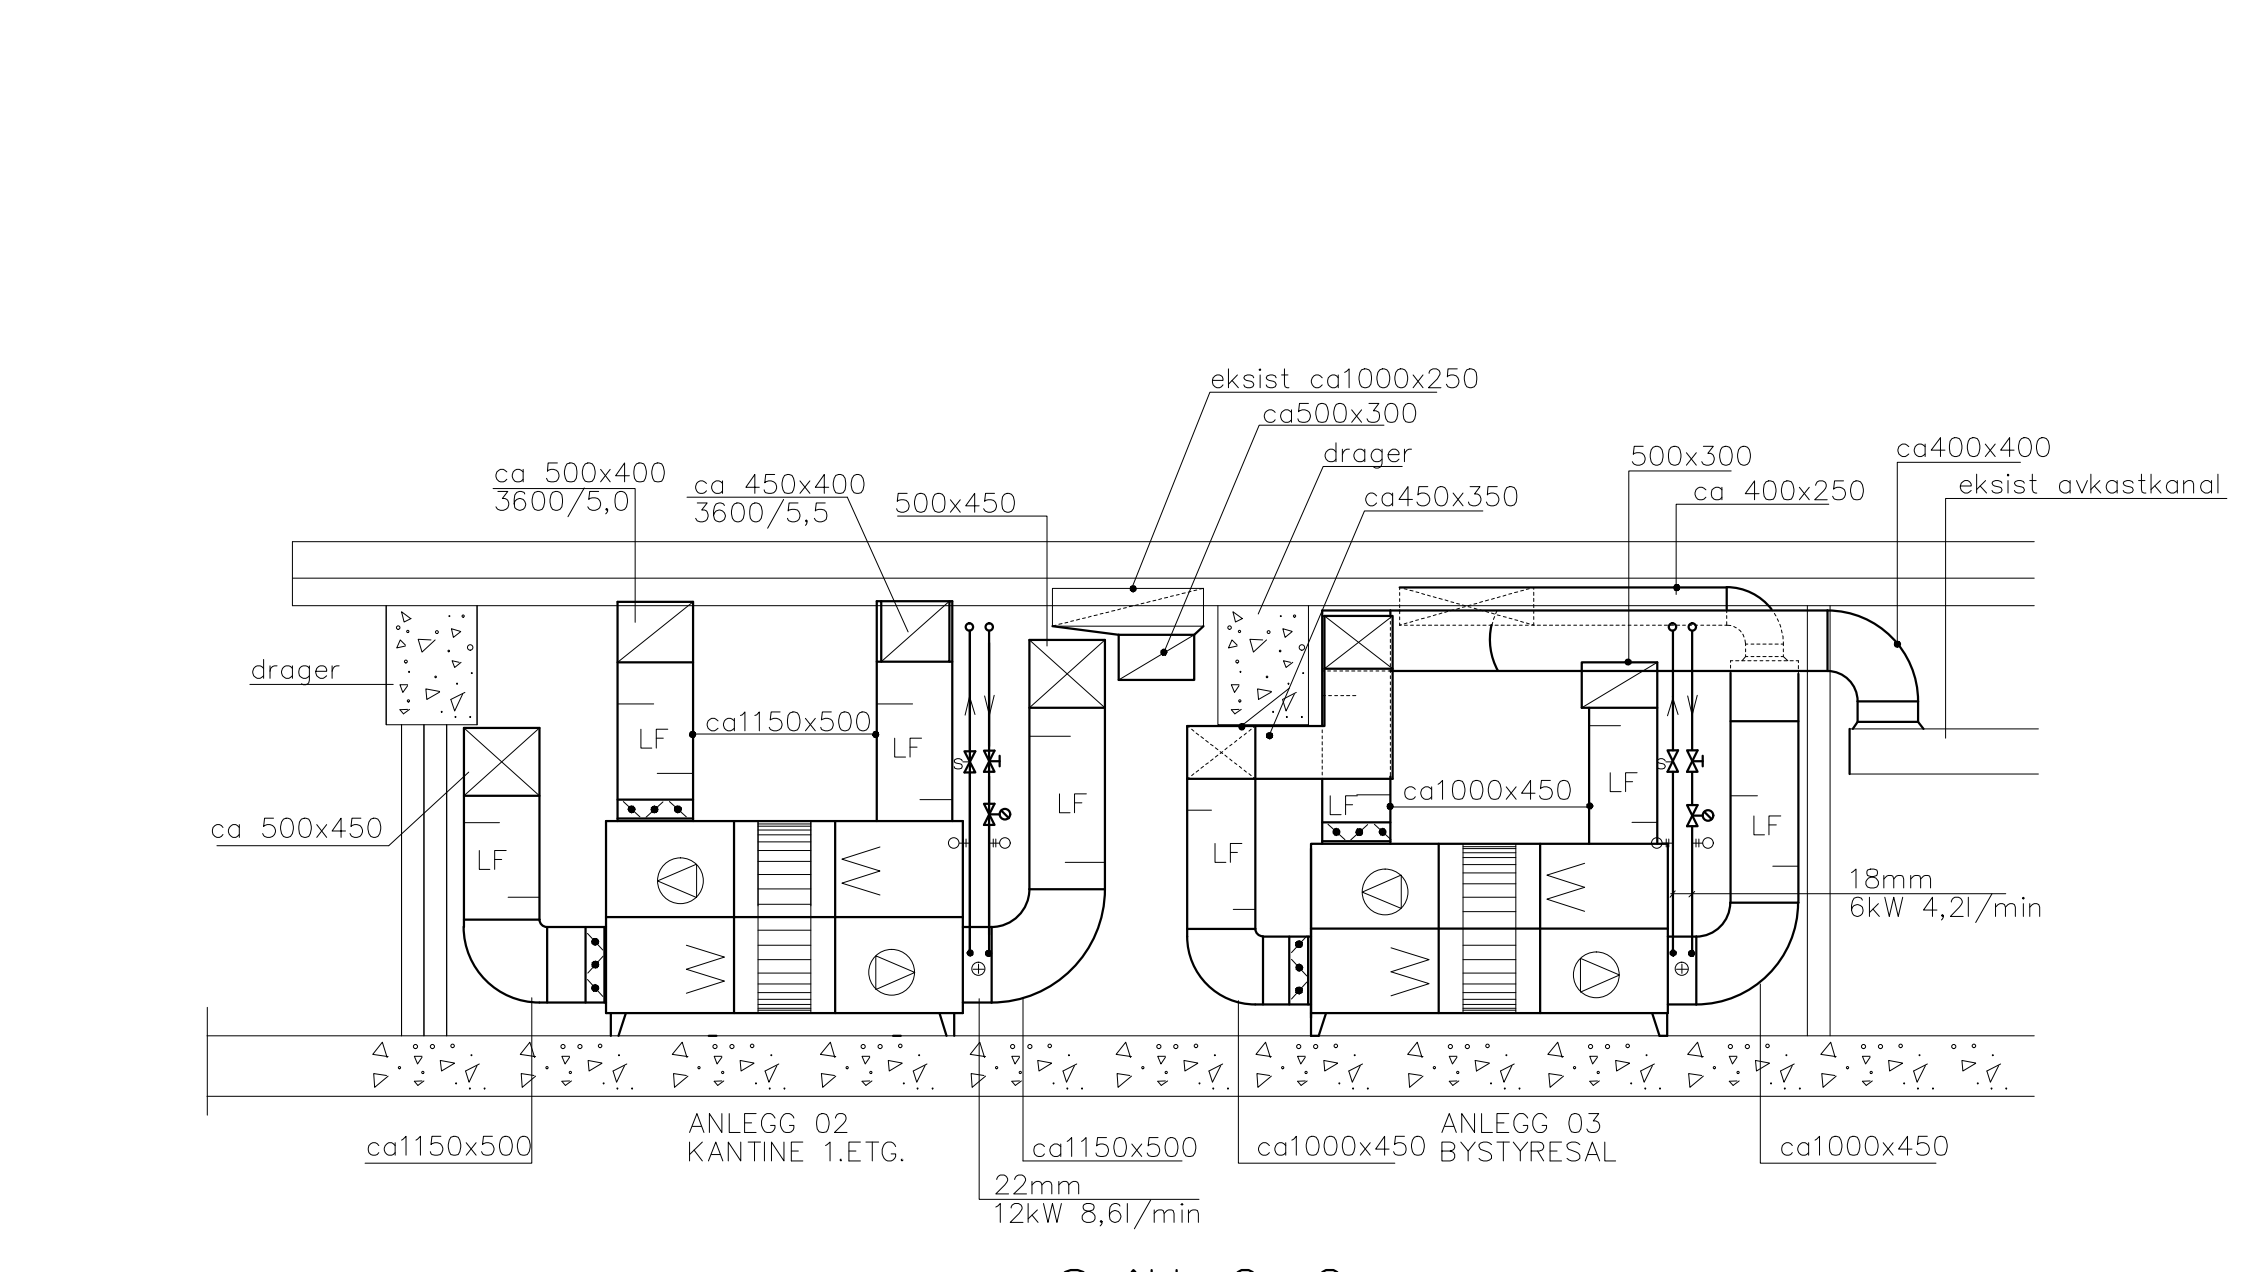 eksist ca1000x250
ca500x300
drager
ca400x400
500x300
ca 500x400
3600/5,0
ca 450x400
3600/5,5
500x450
ca450x350
ca 400x250
eksist avkastkanal
drager
ca1150x500
LF
LF
LF
LF
ca1000x450
LF
LF
S
S
ca 500x450
LF
LF
LF
18mm
6kW 4,2l/min
ANLEGG 02
KANTINE 1.ETG.
ANLEGG 03
BYSTYRESAL
ca1150x500
ca1150x500
ca1000x450
ca1000x450
22mm
12kW 8,6l/min